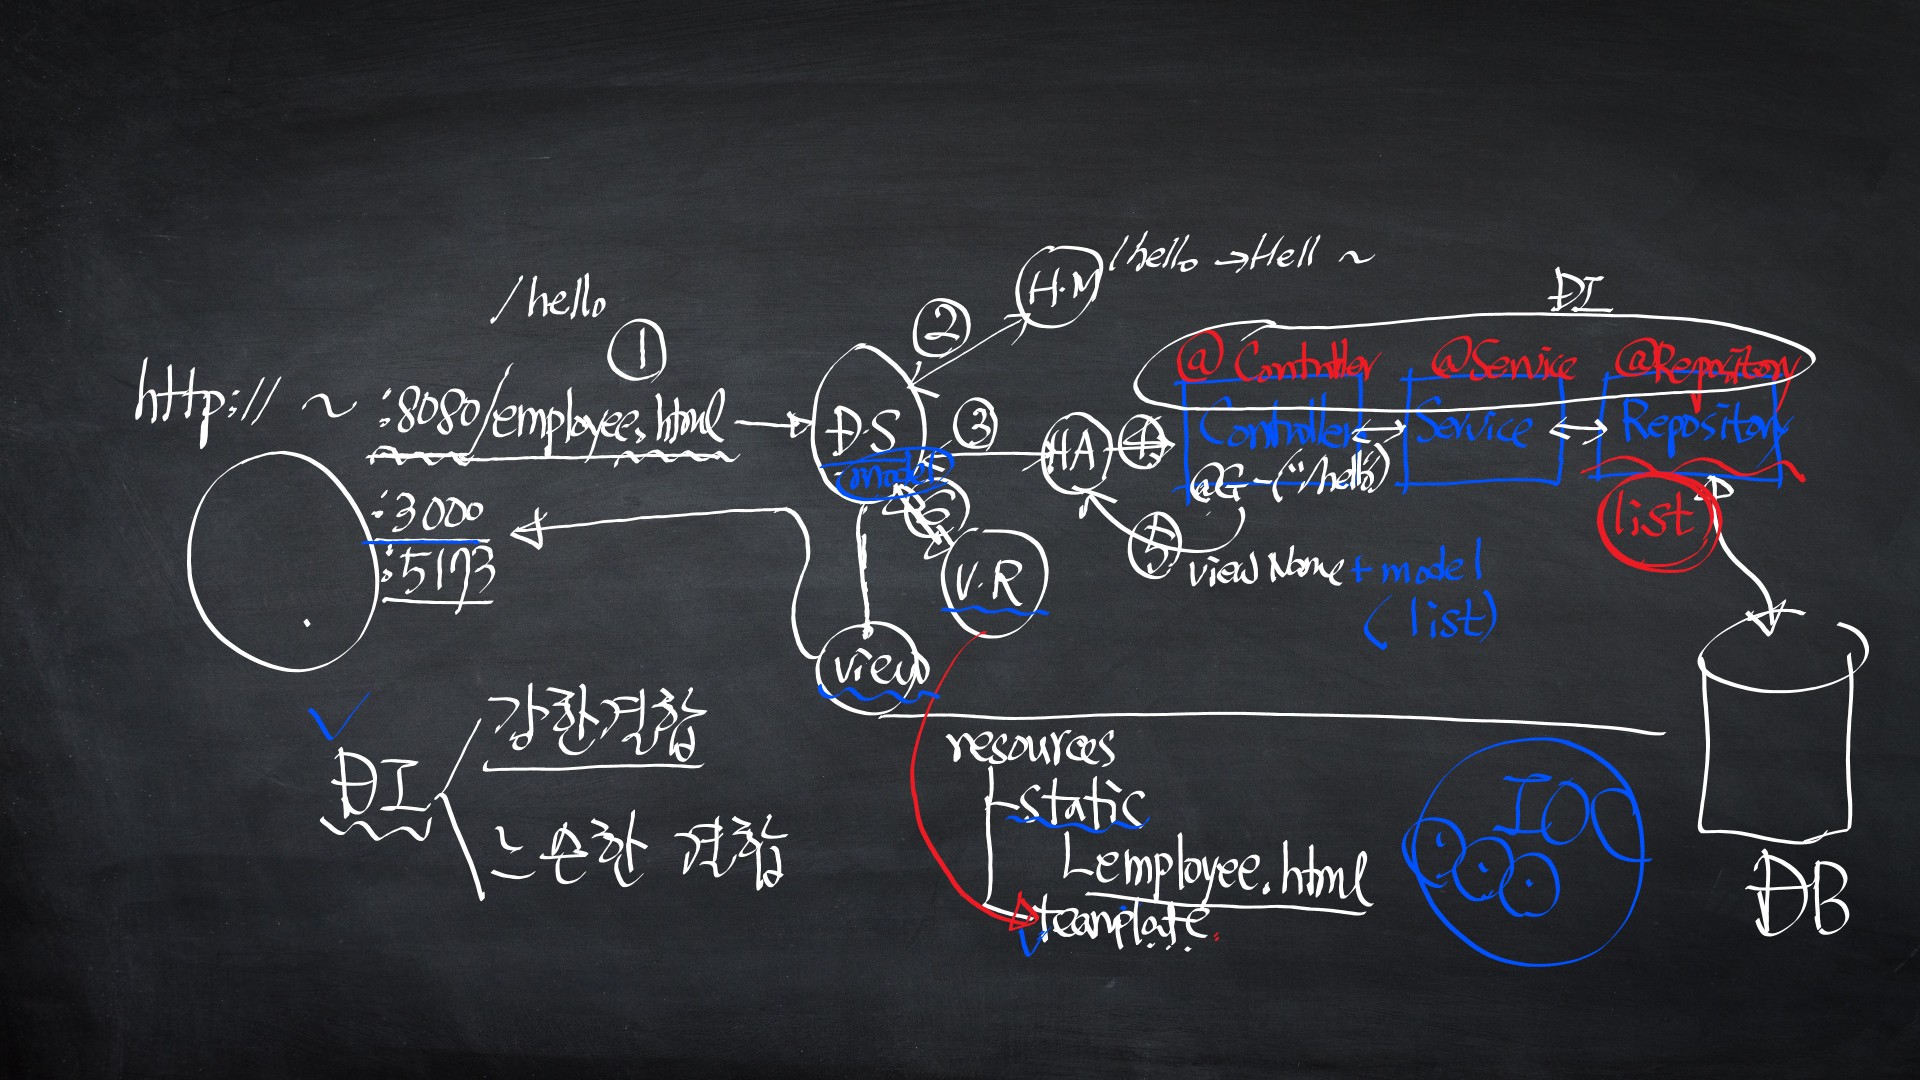 /hello
①
http:// ~ :8080/employee.html
:3000
:5173
D.S
model
②
H.M
/hello → Hell ~
③
HA
④
DI
@Controller @Service @Repository
Controller Service Repository
@G-("/hello")
list
⑤
viewName + model
(list)
⑥
V.R
view
DI
강한결합
느슨한 결합
resources
static
employee.html
template
IOC
DB